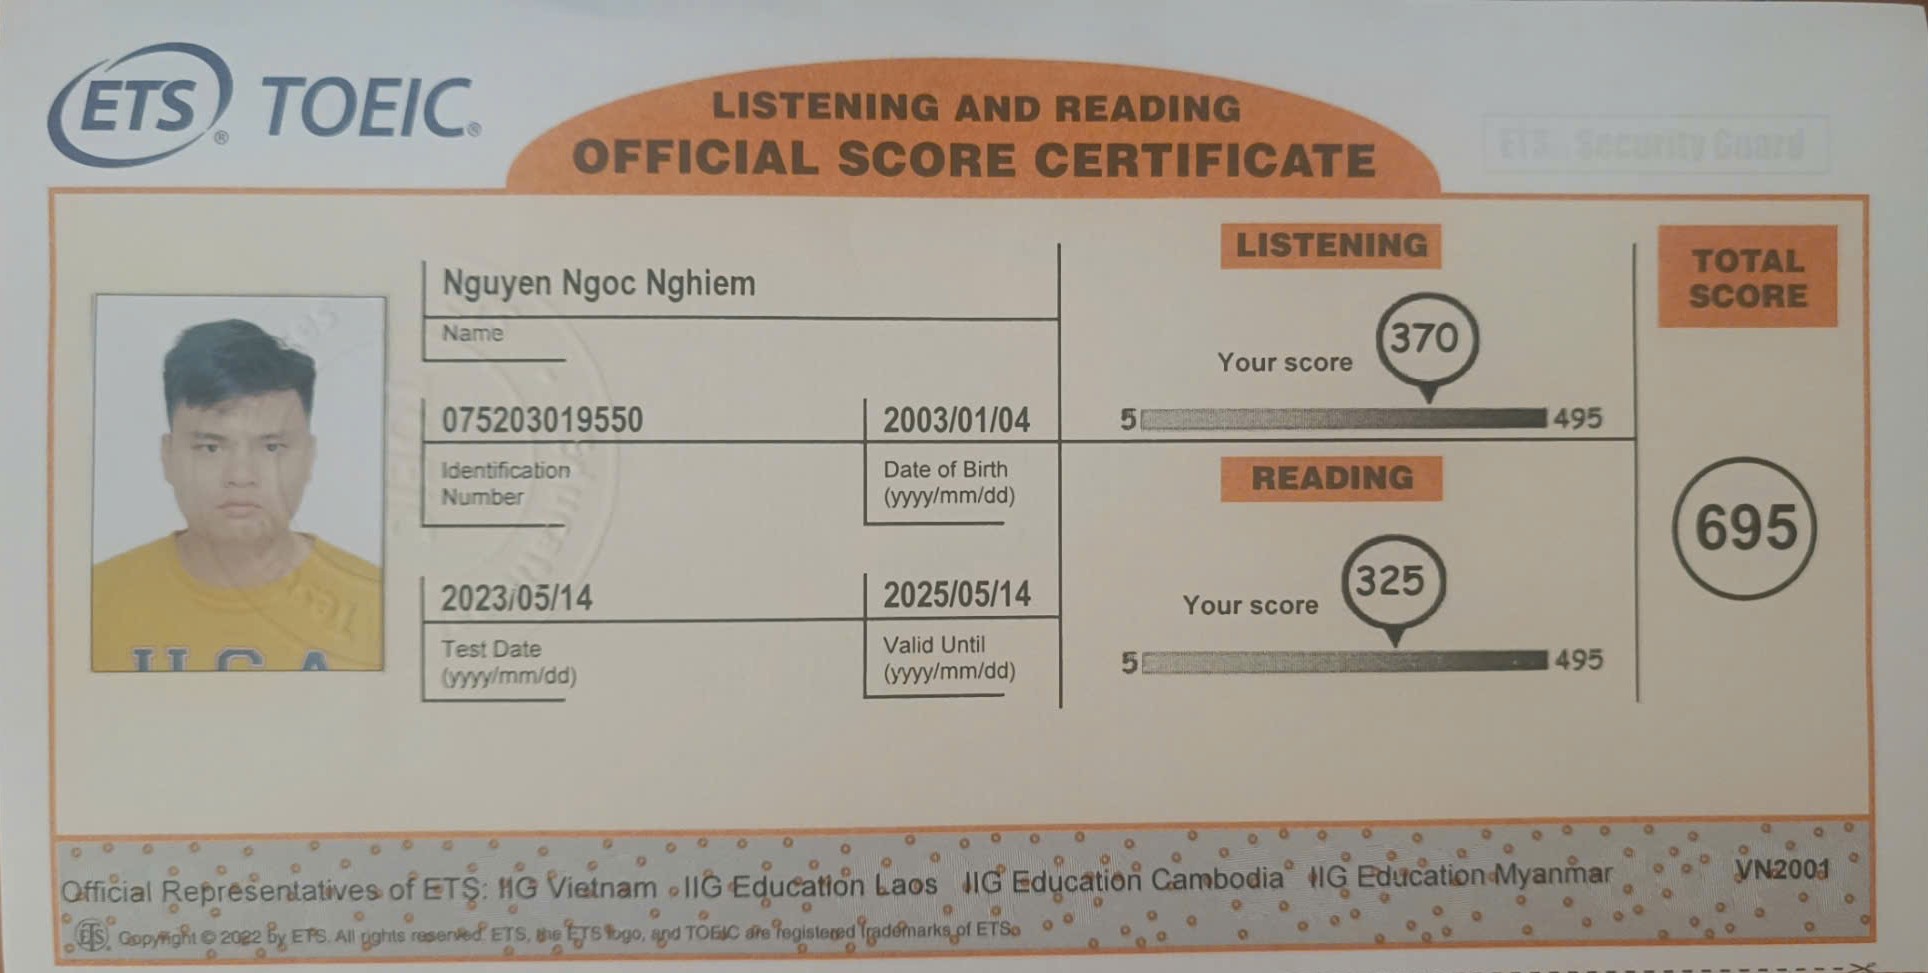 ETS® TOEIC®
LISTENING AND READING
OFFICIAL SCORE CERTIFICATE
ETS Security Guard
Nguyen Ngoc Nghiem
Name
075203019550
Identification
Number
2003/01/04
Date of Birth
(yyyy/mm/dd)
2023/05/14
Test Date
(yyyy/mm/dd)
2025/05/14
Valid Until
(yyyy/mm/dd)
LISTENING
Your score
370
5 495
READING
Your score
325
5 495
TOTAL
SCORE
695
Official Representatives of ETS: IIG Vietnam IIG Education Laos IIG Education Cambodia IIG Education Myanmar
VN2001
ETS Copyright © 2022 by ETS. All rights reserved. ETS, the ETS logo, and TOEIC are registered trademarks of ETS.